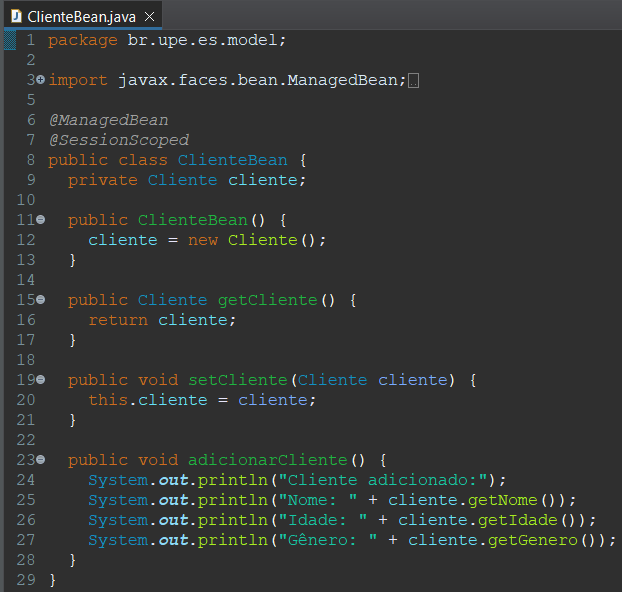 ClienteBean.java
1 package br.upe.es.model;
2
3 import javax.faces.bean.ManagedBean;
5
6 @ManagedBean
7 @SessionScoped
8 public class ClienteBean {
9 private Cliente cliente;
10
11 public ClienteBean() {
12 cliente = new Cliente();
13 }
14
15 public Cliente getCliente() {
16 return cliente;
17 }
18
19 public void setCliente(Cliente cliente) {
20 this.cliente = cliente;
21 }
22
23 public void adicionarCliente() {
24 System.out.println("Cliente adicionado:");
25 System.out.println("Nome: " + cliente.getNome());
26 System.out.println("Idade: " + cliente.getIdade());
27 System.out.println("Gênero: " + cliente.getGenero());
28 }
29 }